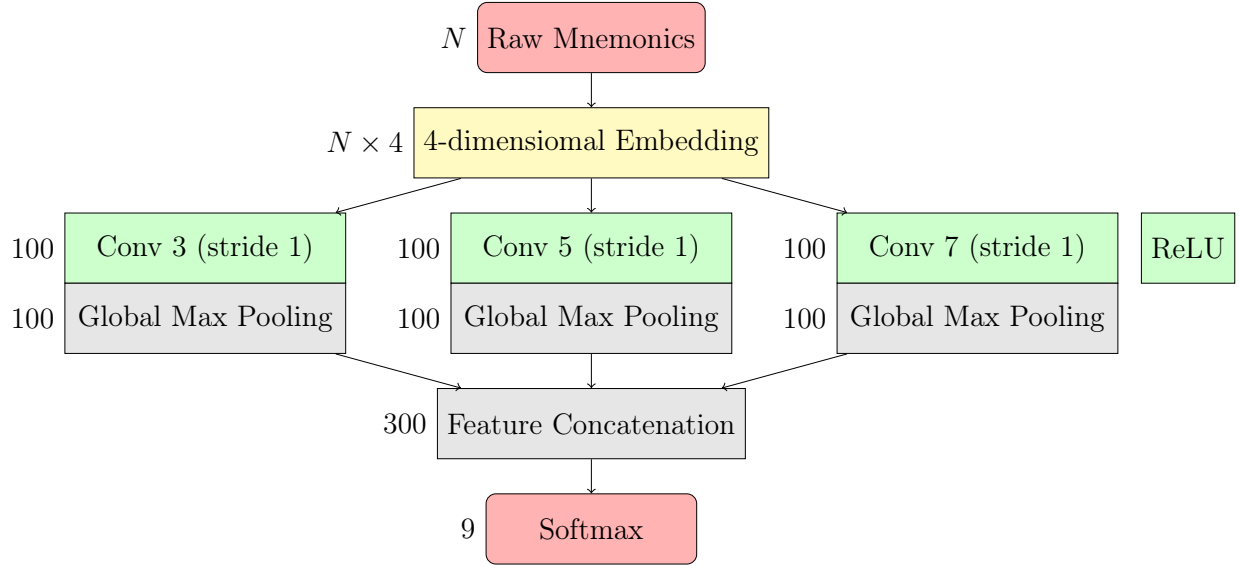 N Raw Mnemonics
N × 4 4-dimensiomal Embedding
100 Conv 3 (stride 1) 100 Conv 5 (stride 1) 100 Conv 7 (stride 1) ReLU
100 Global Max Pooling 100 Global Max Pooling 100 Global Max Pooling
300 Feature Concatenation
9 Softmax